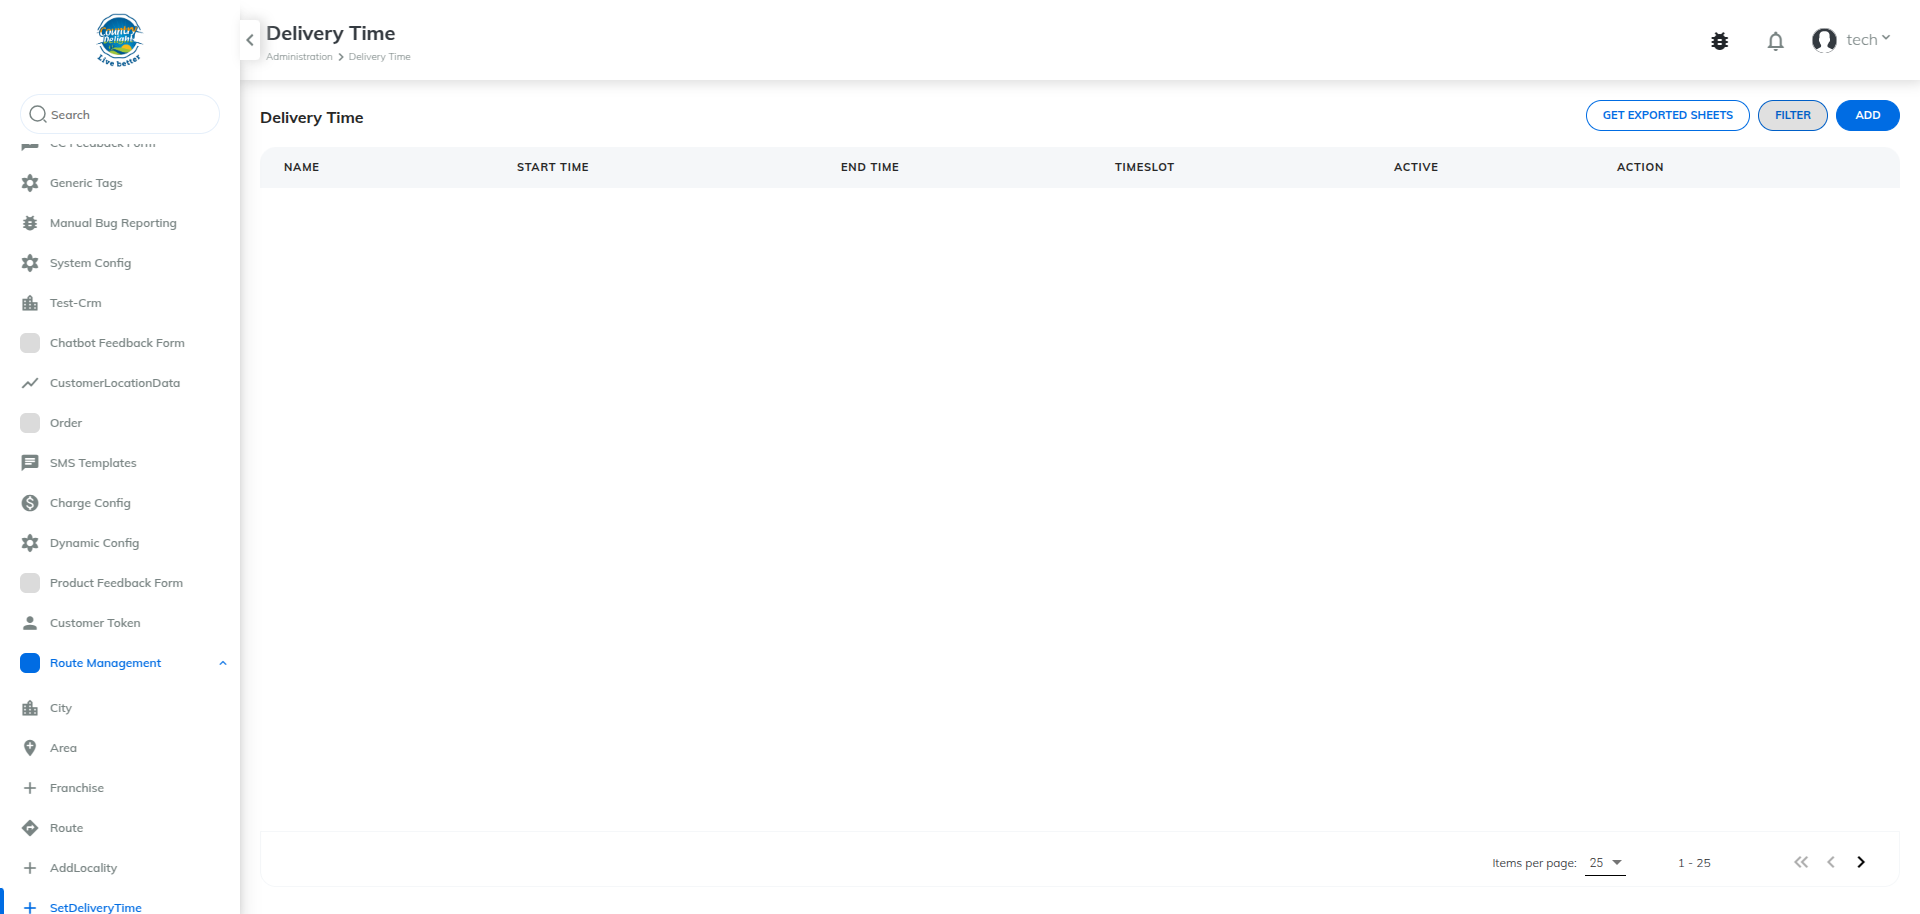 Country
Delight
Live better
Delivery Time
Administration
Delivery Time
tech
Search
CC Feedback Form
Generic Tags
Manual Bug Reporting
System Config
Test-Crm
Chatbot Feedback Form
CustomerLocationData
Order
SMS Templates
Charge Config
Dynamic Config
Product Feedback Form
Customer Token
Route Management
City
Area
Franchise
Route
AddLocality
SetDeliveryTime
Delivery Time
GET EXPORTED SHEETS
FILTER
ADD
NAME START TIME END TIME TIMESLOT ACTIVE ACTION
Items per page: 25 1 - 25